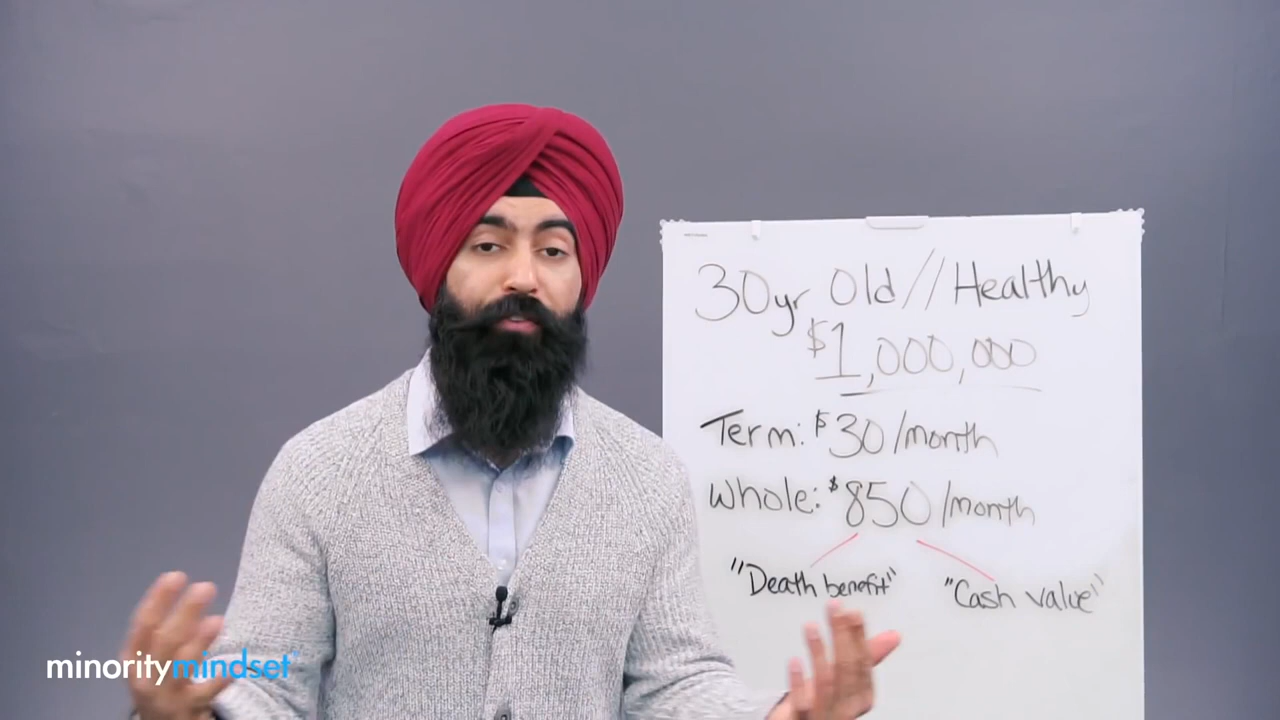 30yr Old // Healthy
$1,000,000
Term: $30/month
Whole: $850/month
"Death benefit" "Cash value"
minoritymindset